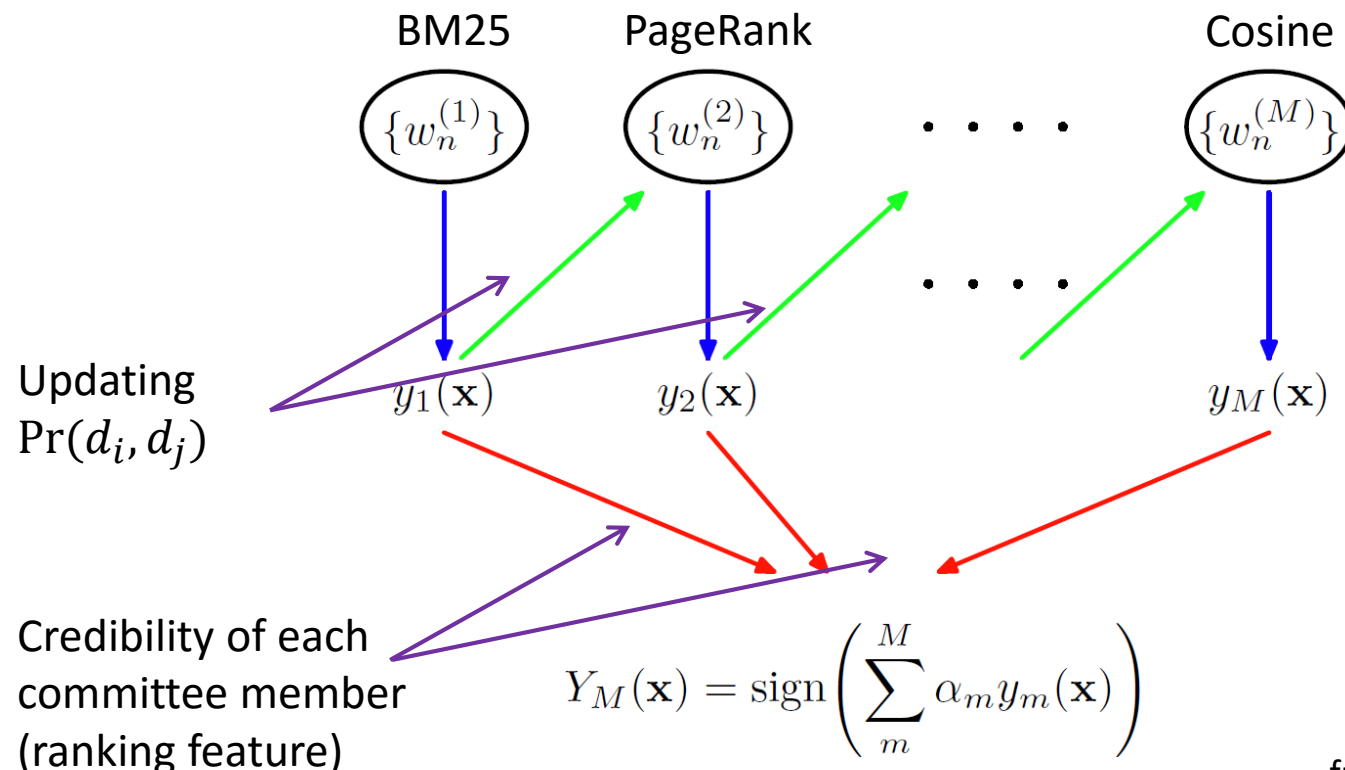 BM25 PageRank Cosine
{w_n^{(1)}} {w_n^{(2)}} . . . . {w_n^{(M)}}
. . . .
Updating
Pr(d_i, d_j)
y_1(x) y_2(x) y_M(x)
Credibility of each
committee member
(ranking feature)
Y_M(x) = sign(∑_m^M α_m y_m(x))